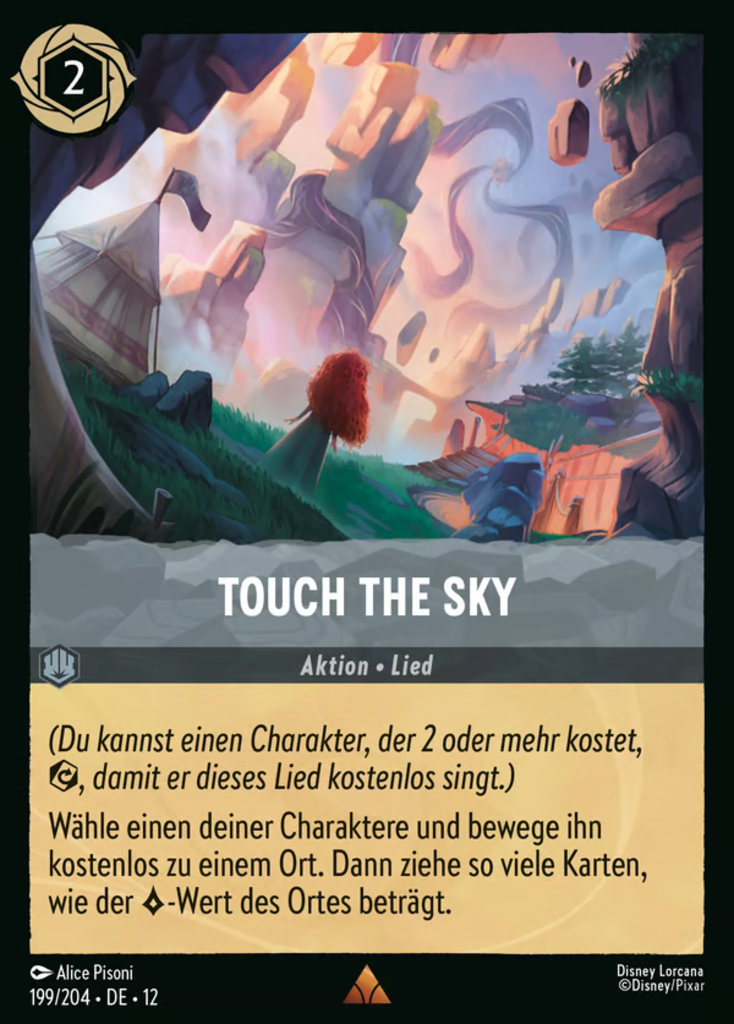 2
TOUCH THE SKY
Aktion • Lied
(Du kannst einen Charakter, der 2 oder mehr kostet,
, damit er dieses Lied kostenlos singt.)
Wähle einen deiner Charaktere und bewege ihn
kostenlos zu einem Ort. Dann ziehe so viele Karten,
wie der -Wert des Ortes beträgt.
Alice Pisoni
199/204 • DE • 12
Disney Lorcana
©Disney/Pixar